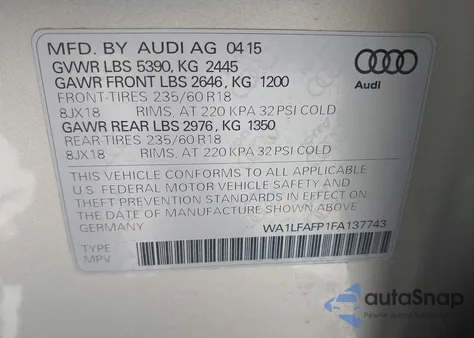 MFD. BY AUDI AG 04 15
GVWR LBS 5390, KG 2445
GAWR FRONT LBS 2646, KG 1200
FRONT-TIRES 235/60 R18
8JX18 RIMS, AT 220 KPA 32 PSI COLD
GAWR REAR LBS 2976, KG 1350
REAR-TIRES 235/60 R18
8JX18 RIMS, AT 220 KPA 32 PSI COLD
Audi
THIS VEHICLE CONFORMS TO ALL APPLICABLE
U.S. FEDERAL MOTOR VEHICLE SAFETY AND
THEFT PREVENTION STANDARDS IN EFFECT ON THE
DATE OF MANUFACTURE SHOWN ABOVE.
GERMANY
WA1LFAFP1FA137743
TYPE
MPV
autoSnap